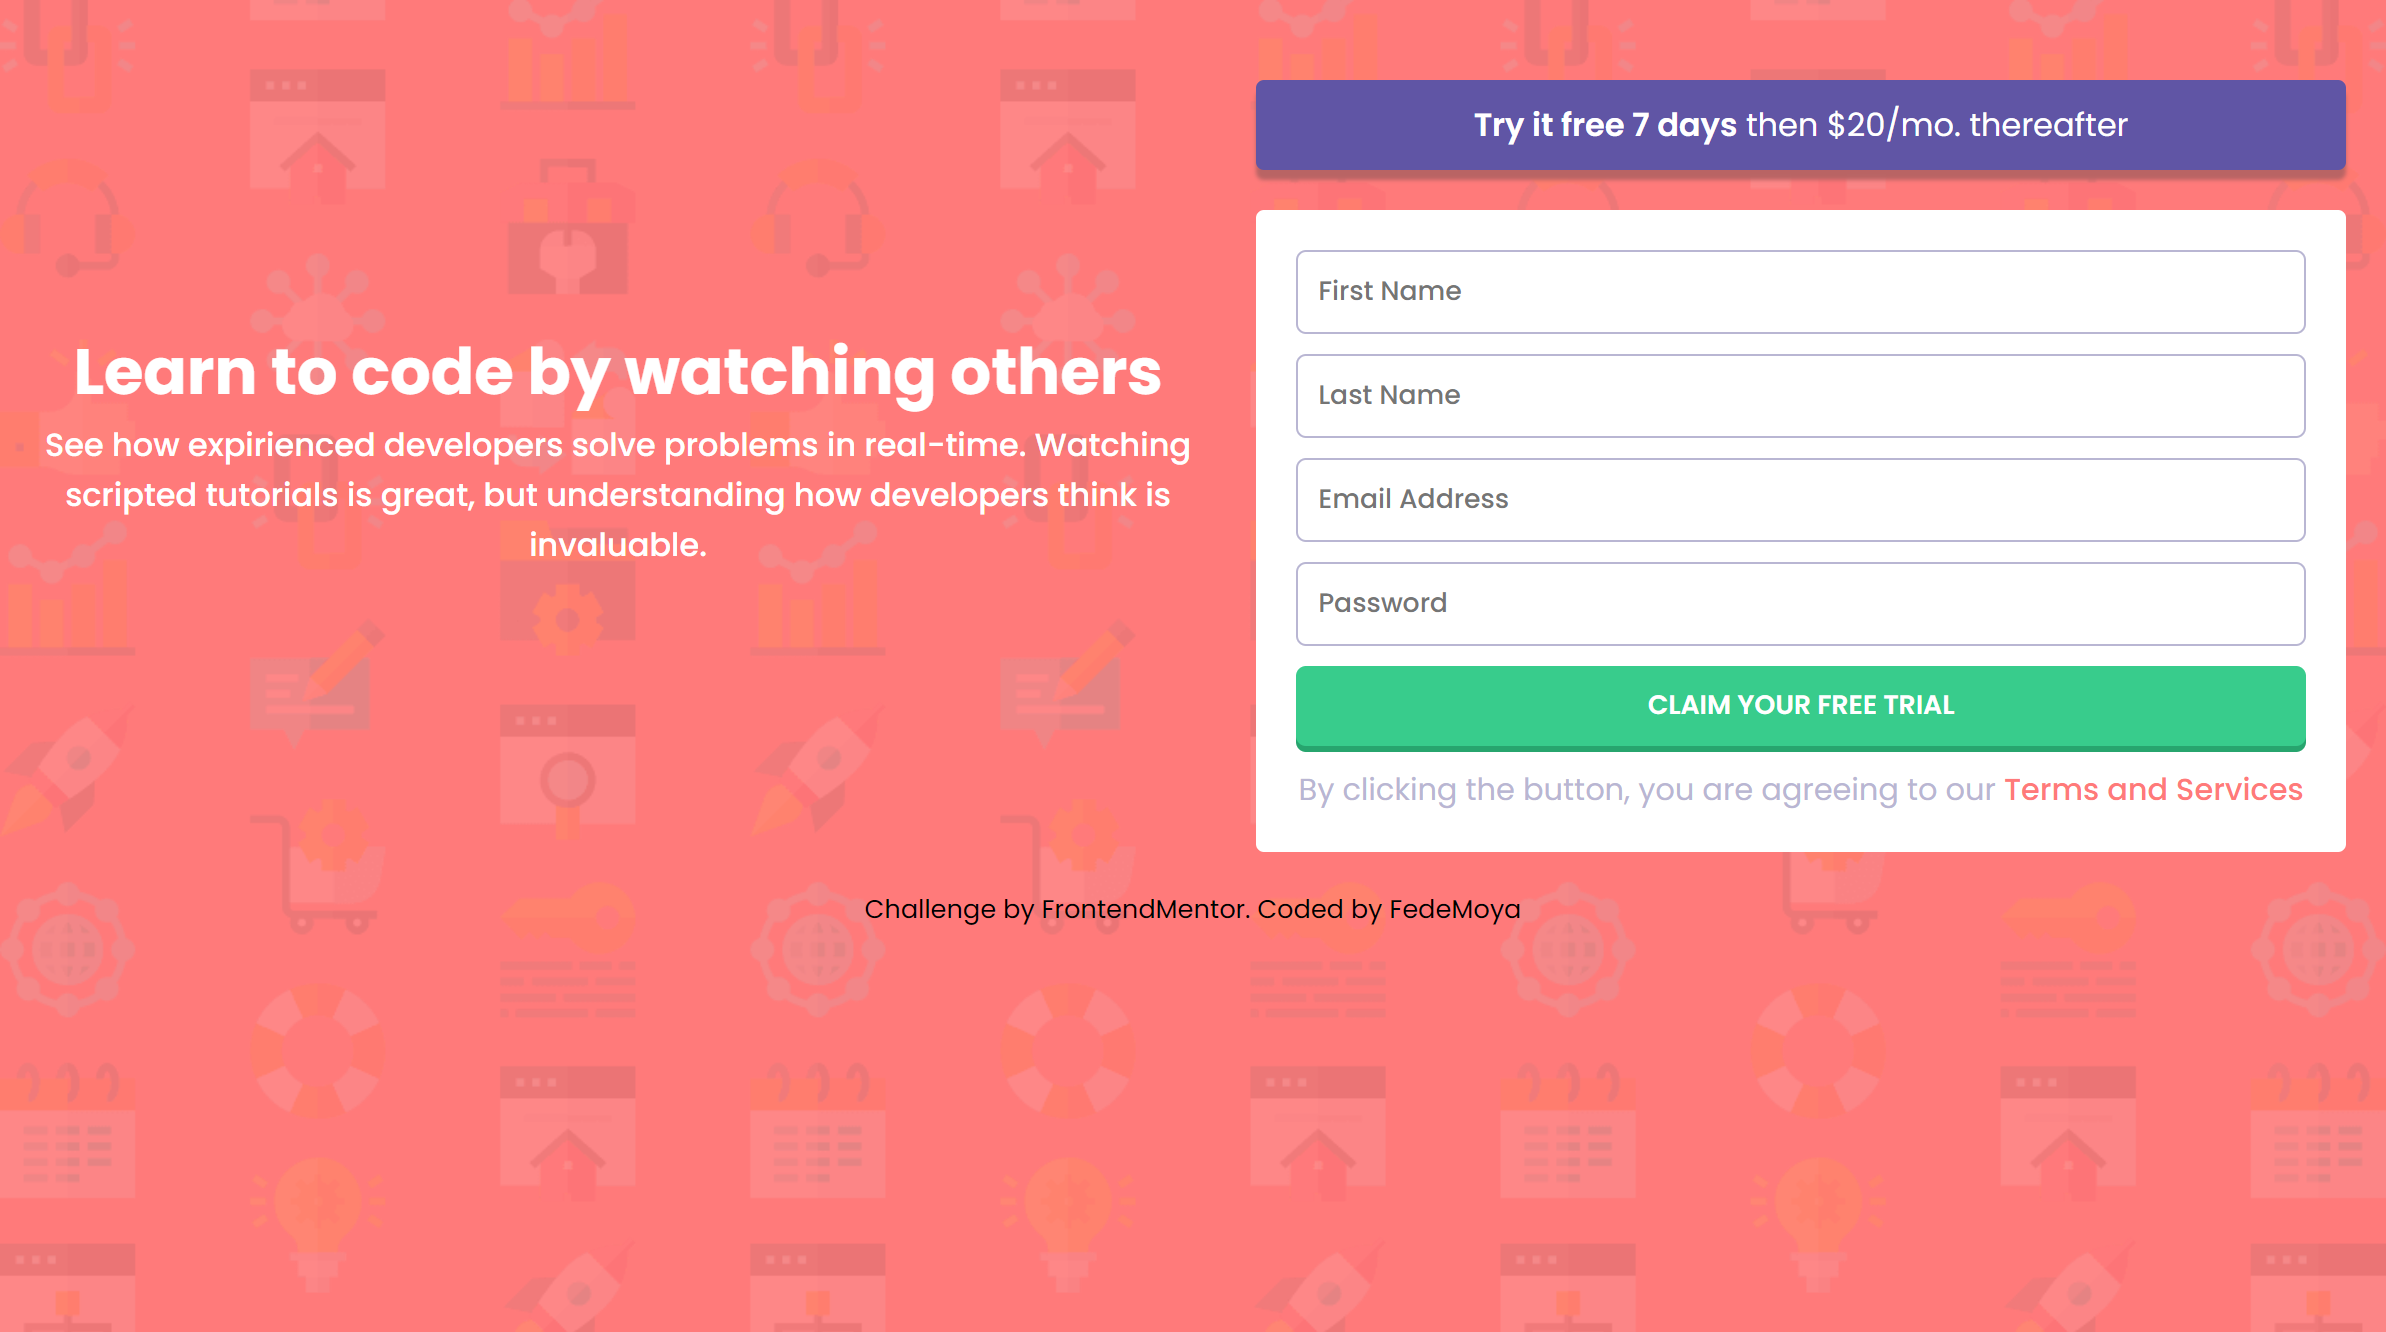 Learn to code by watching others
See how expirienced developers solve problems in real-time. Watching
scripted tutorials is great, but understanding how developers think is
invaluable.
Try it free 7 days then $20/mo. thereafter
First Name
Last Name
Email Address
Password
CLAIM YOUR FREE TRIAL
By clicking the button, you are agreeing to our Terms and Services
Challenge by FrontendMentor. Coded by FedeMoya